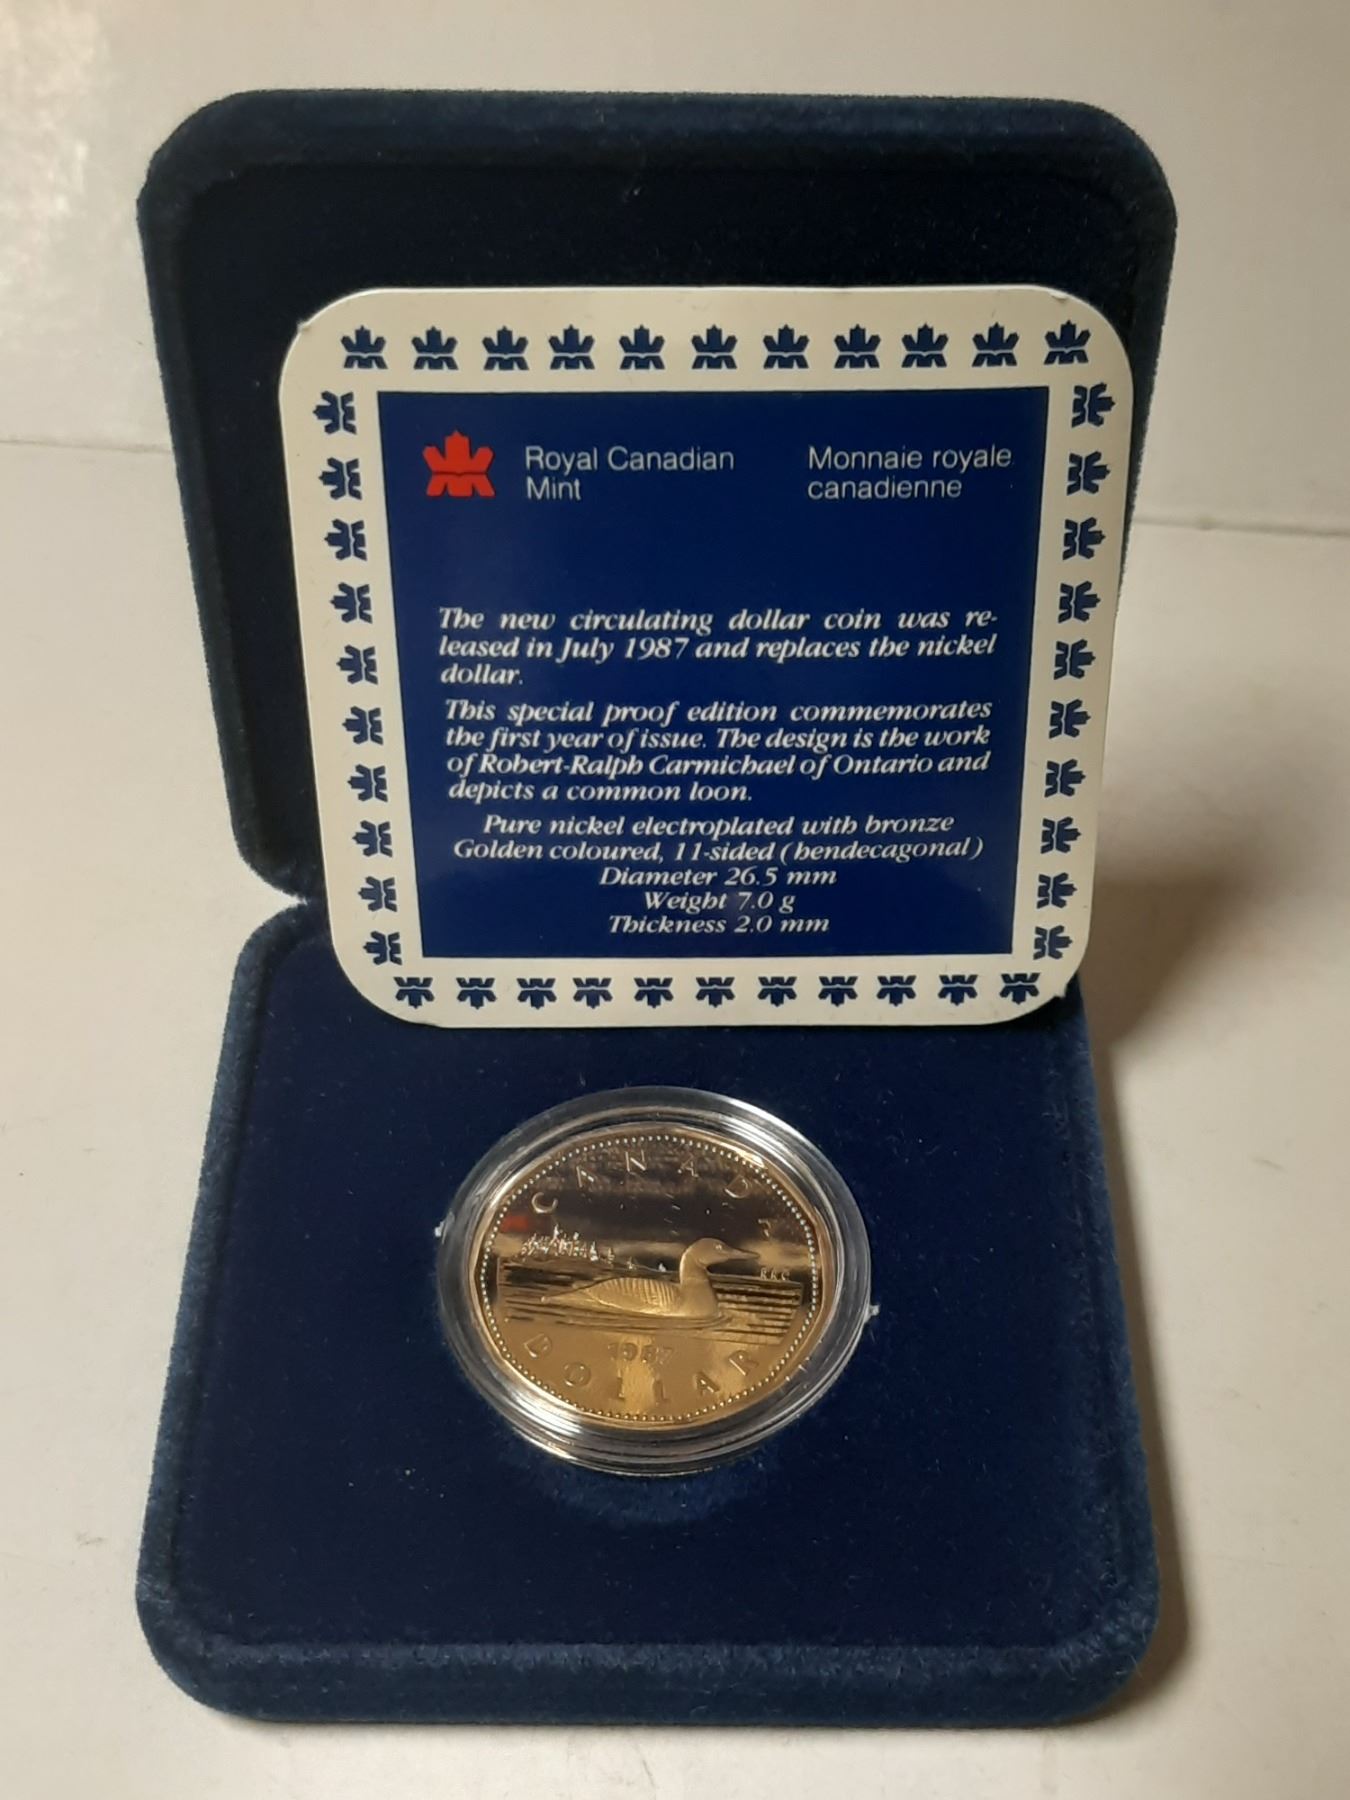 Royal Canadian
Mint
Monnaie royale
canadienne
The new circulating dollar coin was re-
leased in July 1987 and replaces the nickel
dollar.
This special proof edition commemorates
the first year of issue. The design is the work
of Robert-Ralph Carmichael of Ontario and
depicts a common loon.
Pure nickel electroplated with bronze
Golden coloured, 11-sided (hendecagonal)
Diameter 26.5 mm
Weight 7.0 g
Thickness 2.0 mm
CANADA
RRC
1987
DOLLAR